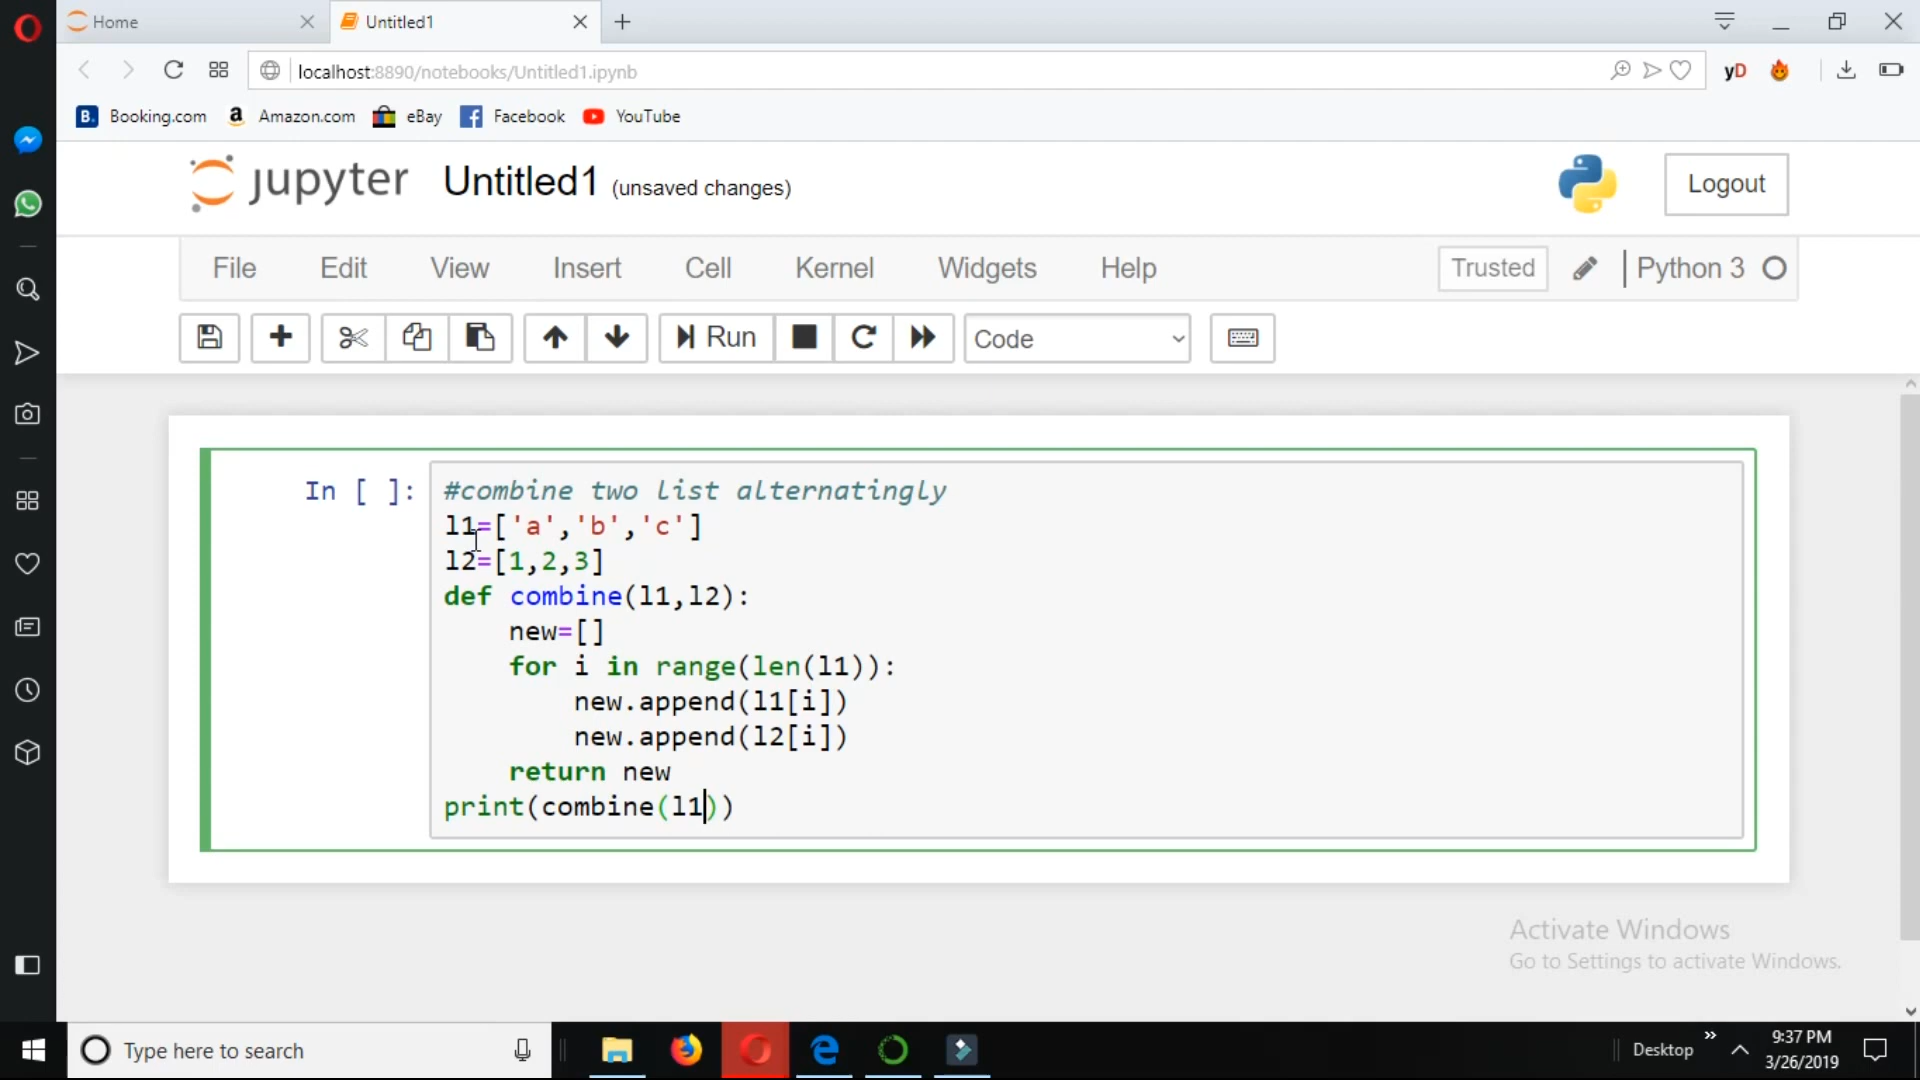 Home
Untitled1
localhost:8890/notebooks/Untitled1.ipynb
yD
B. Booking.com
a Amazon.com
eBay
Facebook
YouTube
jupyter Untitled1 (unsaved changes)
Logout
File Edit View Insert Cell Kernel Widgets Help
Trusted
Python 3
Run
Code
In [ ]:
#combine two list alternatingly
l1=['a','b','c']
l2=[1,2,3]
def combine(l1,l2):
    new=[]
    for i in range(len(l1)):
        new.append(l1[i])
        new.append(l2[i])
    return new
print(combine(l1))
Activate Windows
Go to Settings to activate Windows.
Type here to search
Desktop
9:37 PM
3/26/2019